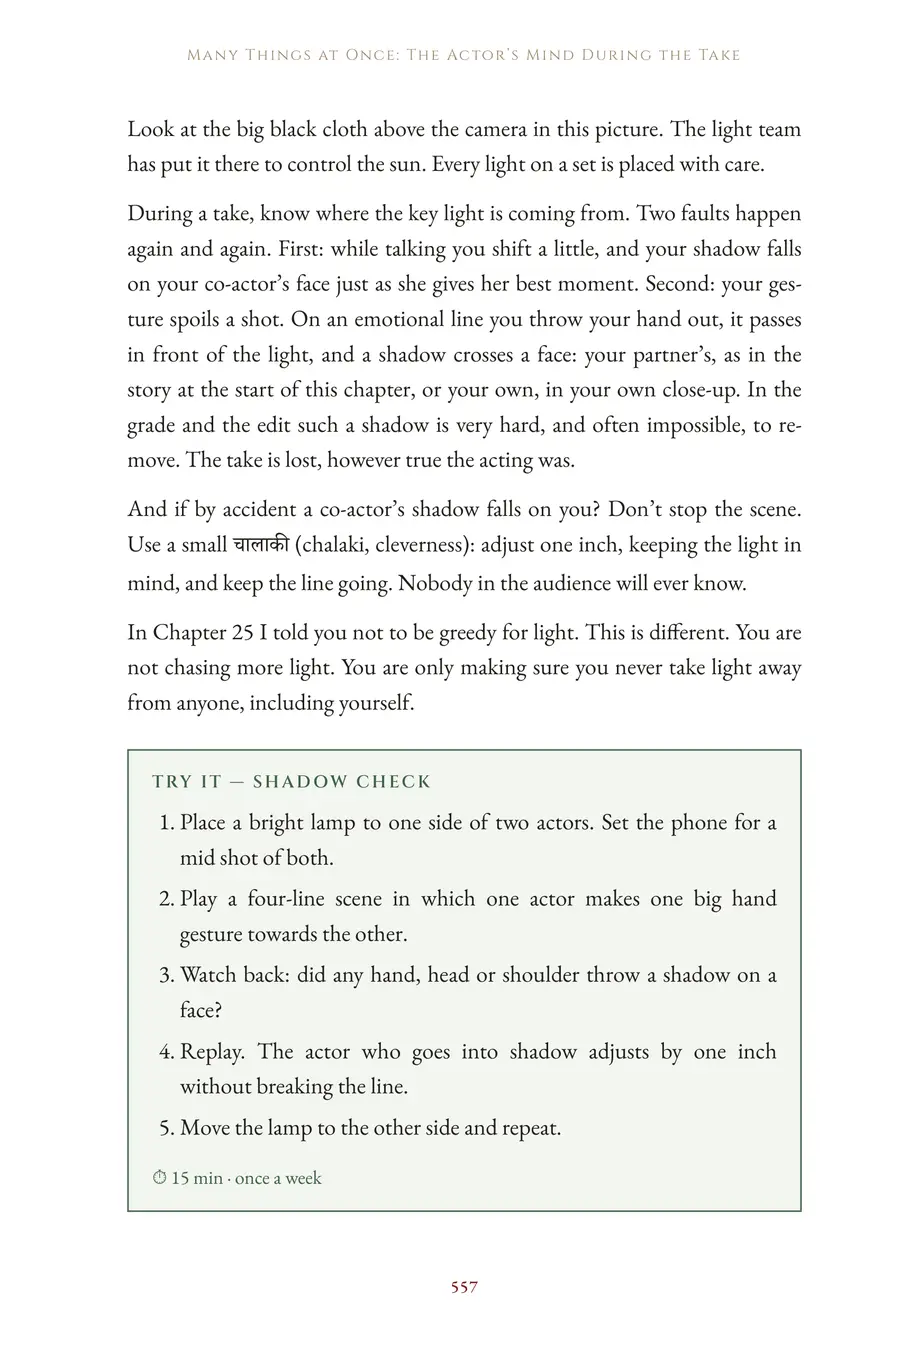 Many Things at Once: The Actor's Mind During the Take
Look at the big black cloth above the camera in this picture. The light team
has put it there to control the sun. Every light on a set is placed with care.
During a take, know where the key light is coming from. Two faults happen
again and again. First: while talking you shift a little, and your shadow falls
on your co-actor's face just as she gives her best moment. Second: your ges-
ture spoils a shot. On an emotional line you throw your hand out, it passes
in front of the light, and a shadow crosses a face: your partner's, as in the
story at the start of this chapter, or your own, in your own close-up. In the
grade and the edit such a shadow is very hard, and often impossible, to re-
move. The take is lost, however true the acting was.
And if by accident a co-actor's shadow falls on you? Don't stop the scene.
Use a small चालाकी (chalaki, cleverness): adjust one inch, keeping the light in
mind, and keep the line going. Nobody in the audience will ever know.
In Chapter 25 I told you not to be greedy for light. This is different. You are
not chasing more light. You are only making sure you never take light away
from anyone, including yourself.
TRY IT — SHADOW CHECK
1. Place a bright lamp to one side of two actors. Set the phone for a
mid shot of both.
2. Play a four-line scene in which one actor makes one big hand
gesture towards the other.
3. Watch back: did any hand, head or shoulder throw a shadow on a
face?
4. Replay. The actor who goes into shadow adjusts by one inch
without breaking the line.
5. Move the lamp to the other side and repeat.
⏱ 15 min · once a week
557